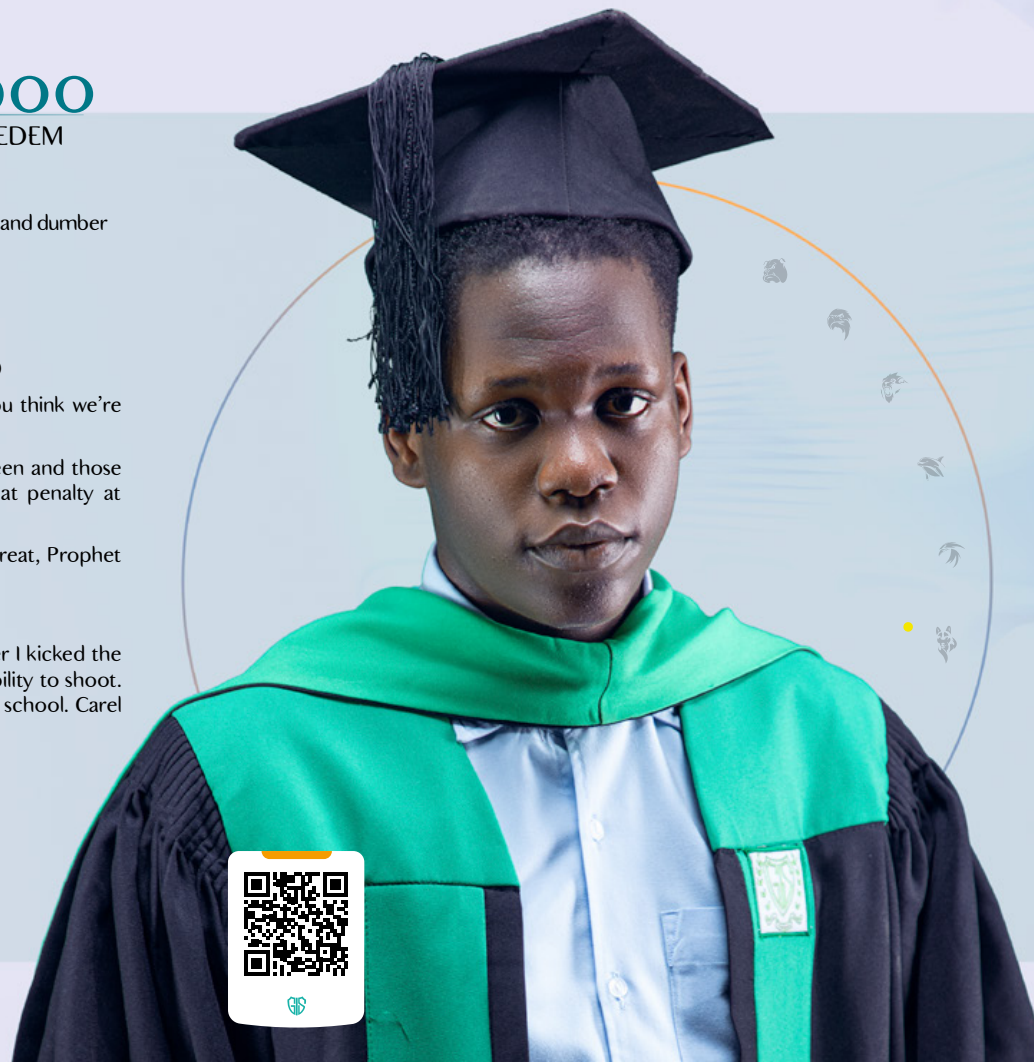 OOO
EDEM
and dumber
ou think we’re
een and those
at penalty at
reat, Prophet
r I kicked the
bility to shoot.
school. Carel